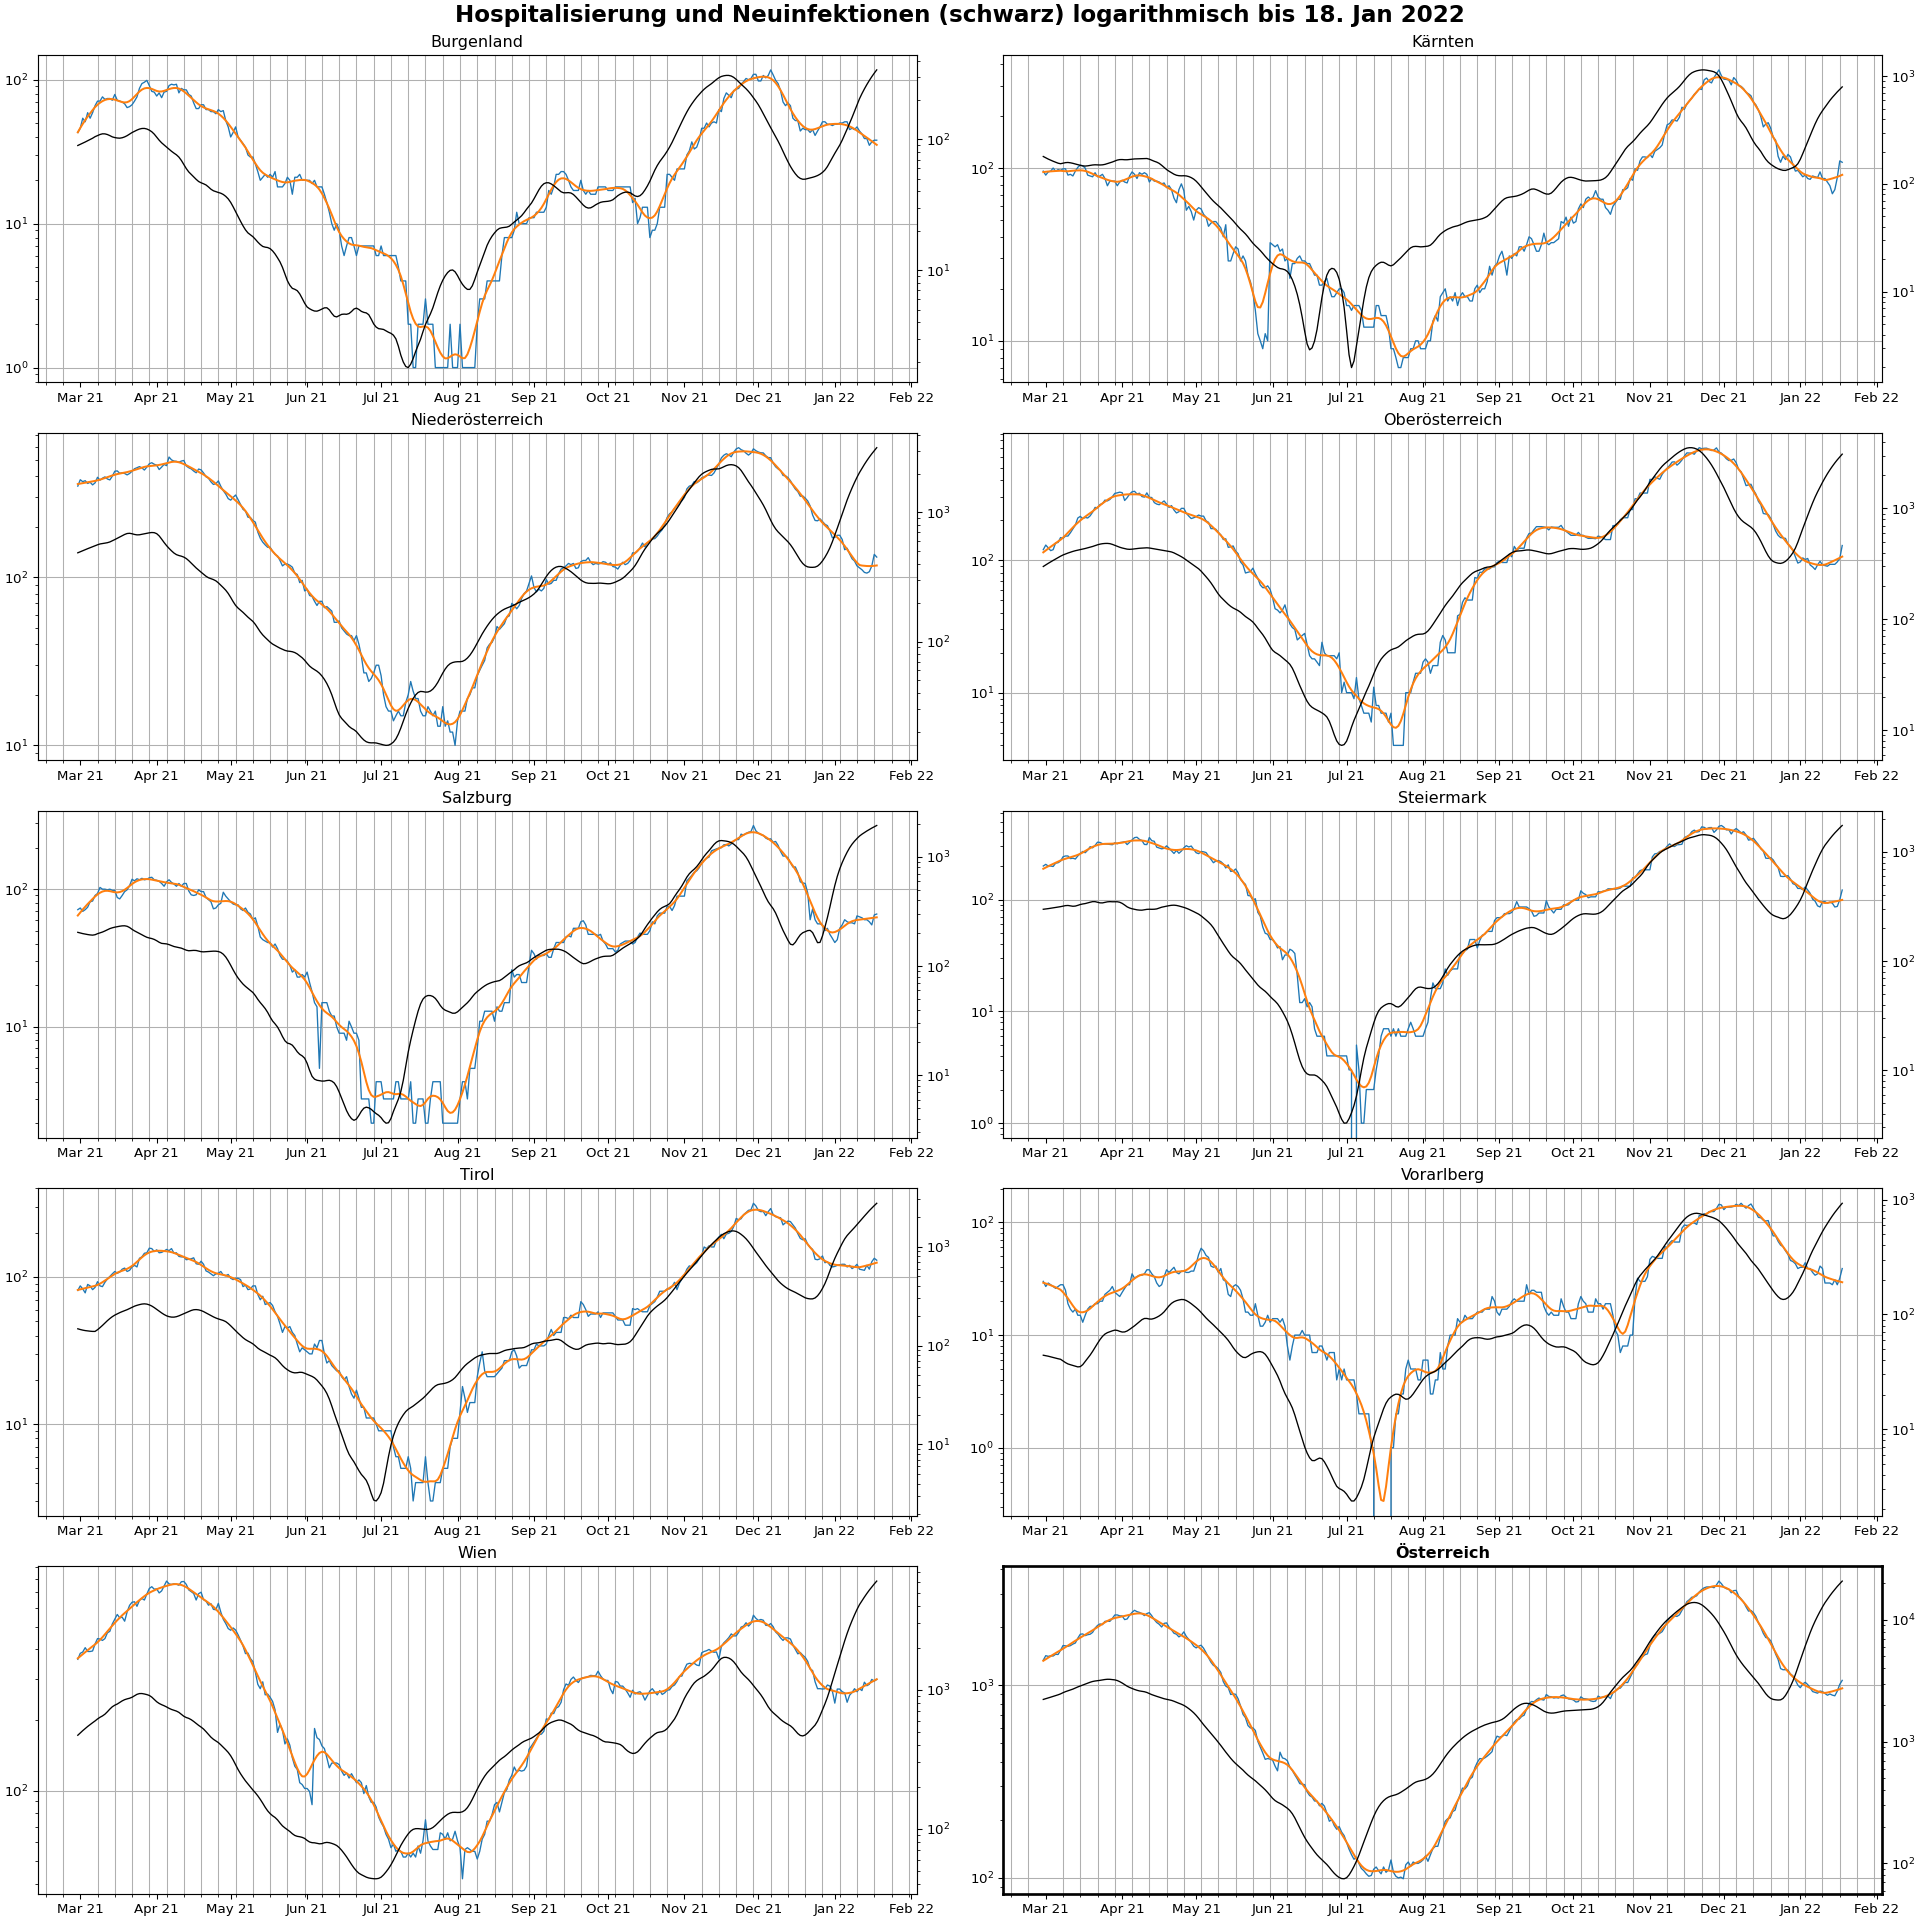 Hospitalisierung und Neuinfektionen (schwarz) logarithmisch bis 18. Jan 2022
Burgenland
10²
10¹
10⁰
10²
10¹
Mar 21 Apr 21 May 21 Jun 21 Jul 21 Aug 21 Sep 21 Oct 21 Nov 21 Dec 21 Jan 22 Feb 22
Kärnten
10²
10¹
10³
10²
10¹
Mar 21 Apr 21 May 21 Jun 21 Jul 21 Aug 21 Sep 21 Oct 21 Nov 21 Dec 21 Jan 22 Feb 22
Niederösterreich
10²
10¹
10³
10²
Mar 21 Apr 21 May 21 Jun 21 Jul 21 Aug 21 Sep 21 Oct 21 Nov 21 Dec 21 Jan 22 Feb 22
Oberösterreich
10²
10¹
10³
10²
10¹
Mar 21 Apr 21 May 21 Jun 21 Jul 21 Aug 21 Sep 21 Oct 21 Nov 21 Dec 21 Jan 22 Feb 22
Salzburg
10²
10¹
10³
10²
10¹
Mar 21 Apr 21 May 21 Jun 21 Jul 21 Aug 21 Sep 21 Oct 21 Nov 21 Dec 21 Jan 22 Feb 22
Steiermark
10²
10¹
10⁰
10³
10²
10¹
Mar 21 Apr 21 May 21 Jun 21 Jul 21 Aug 21 Sep 21 Oct 21 Nov 21 Dec 21 Jan 22 Feb 22
Tirol
10²
10¹
10³
10²
10¹
Mar 21 Apr 21 May 21 Jun 21 Jul 21 Aug 21 Sep 21 Oct 21 Nov 21 Dec 21 Jan 22 Feb 22
Vorarlberg
10²
10¹
10⁰
10³
10²
10¹
Mar 21 Apr 21 May 21 Jun 21 Jul 21 Aug 21 Sep 21 Oct 21 Nov 21 Dec 21 Jan 22 Feb 22
Wien
10²
10³
10²
Mar 21 Apr 21 May 21 Jun 21 Jul 21 Aug 21 Sep 21 Oct 21 Nov 21 Dec 21 Jan 22 Feb 22
Österreich
10³
10²
10⁴
10³
10²
Mar 21 Apr 21 May 21 Jun 21 Jul 21 Aug 21 Sep 21 Oct 21 Nov 21 Dec 21 Jan 22 Feb 22